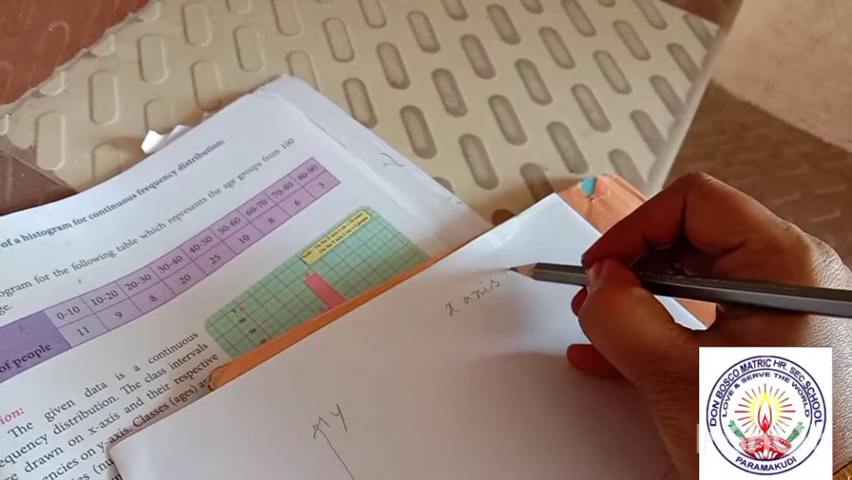 of a histogram for continuous frequency distribution:
ogram for the following table which represents the age groups from 100
ge.
0-10 10-20 20-30 30-40 40-50 50-60 60-70 70-80 80-90
of people 11 9 8 20 25 10 8 6 3
ion:
The given data is a continuous
equency distribution. The class intervals
re drawn on x-axis and their respective
encies on y-axis. Classes (ages) an
x axis
y
DON BOSCO MATRIC HR. SEC SCHOOL
LOVE & SERVE THE WORLD
PARAMAKUDI